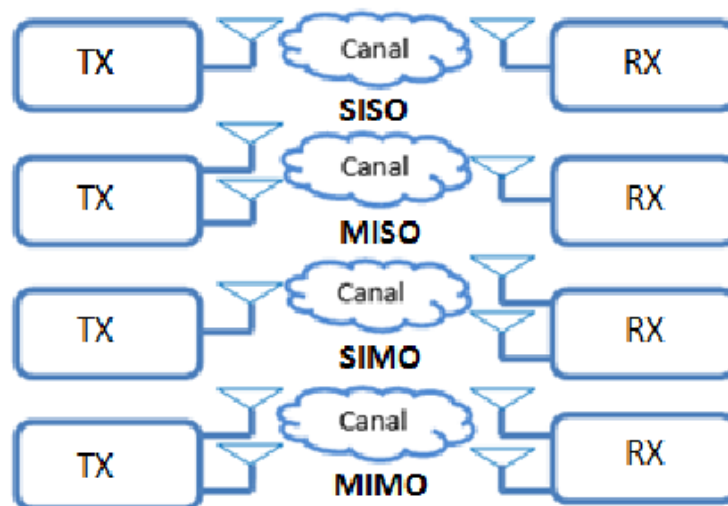 TX Canal RX
SISO
TX Canal RX
MISO
TX Canal RX
SIMO
TX Canal RX
MIMO